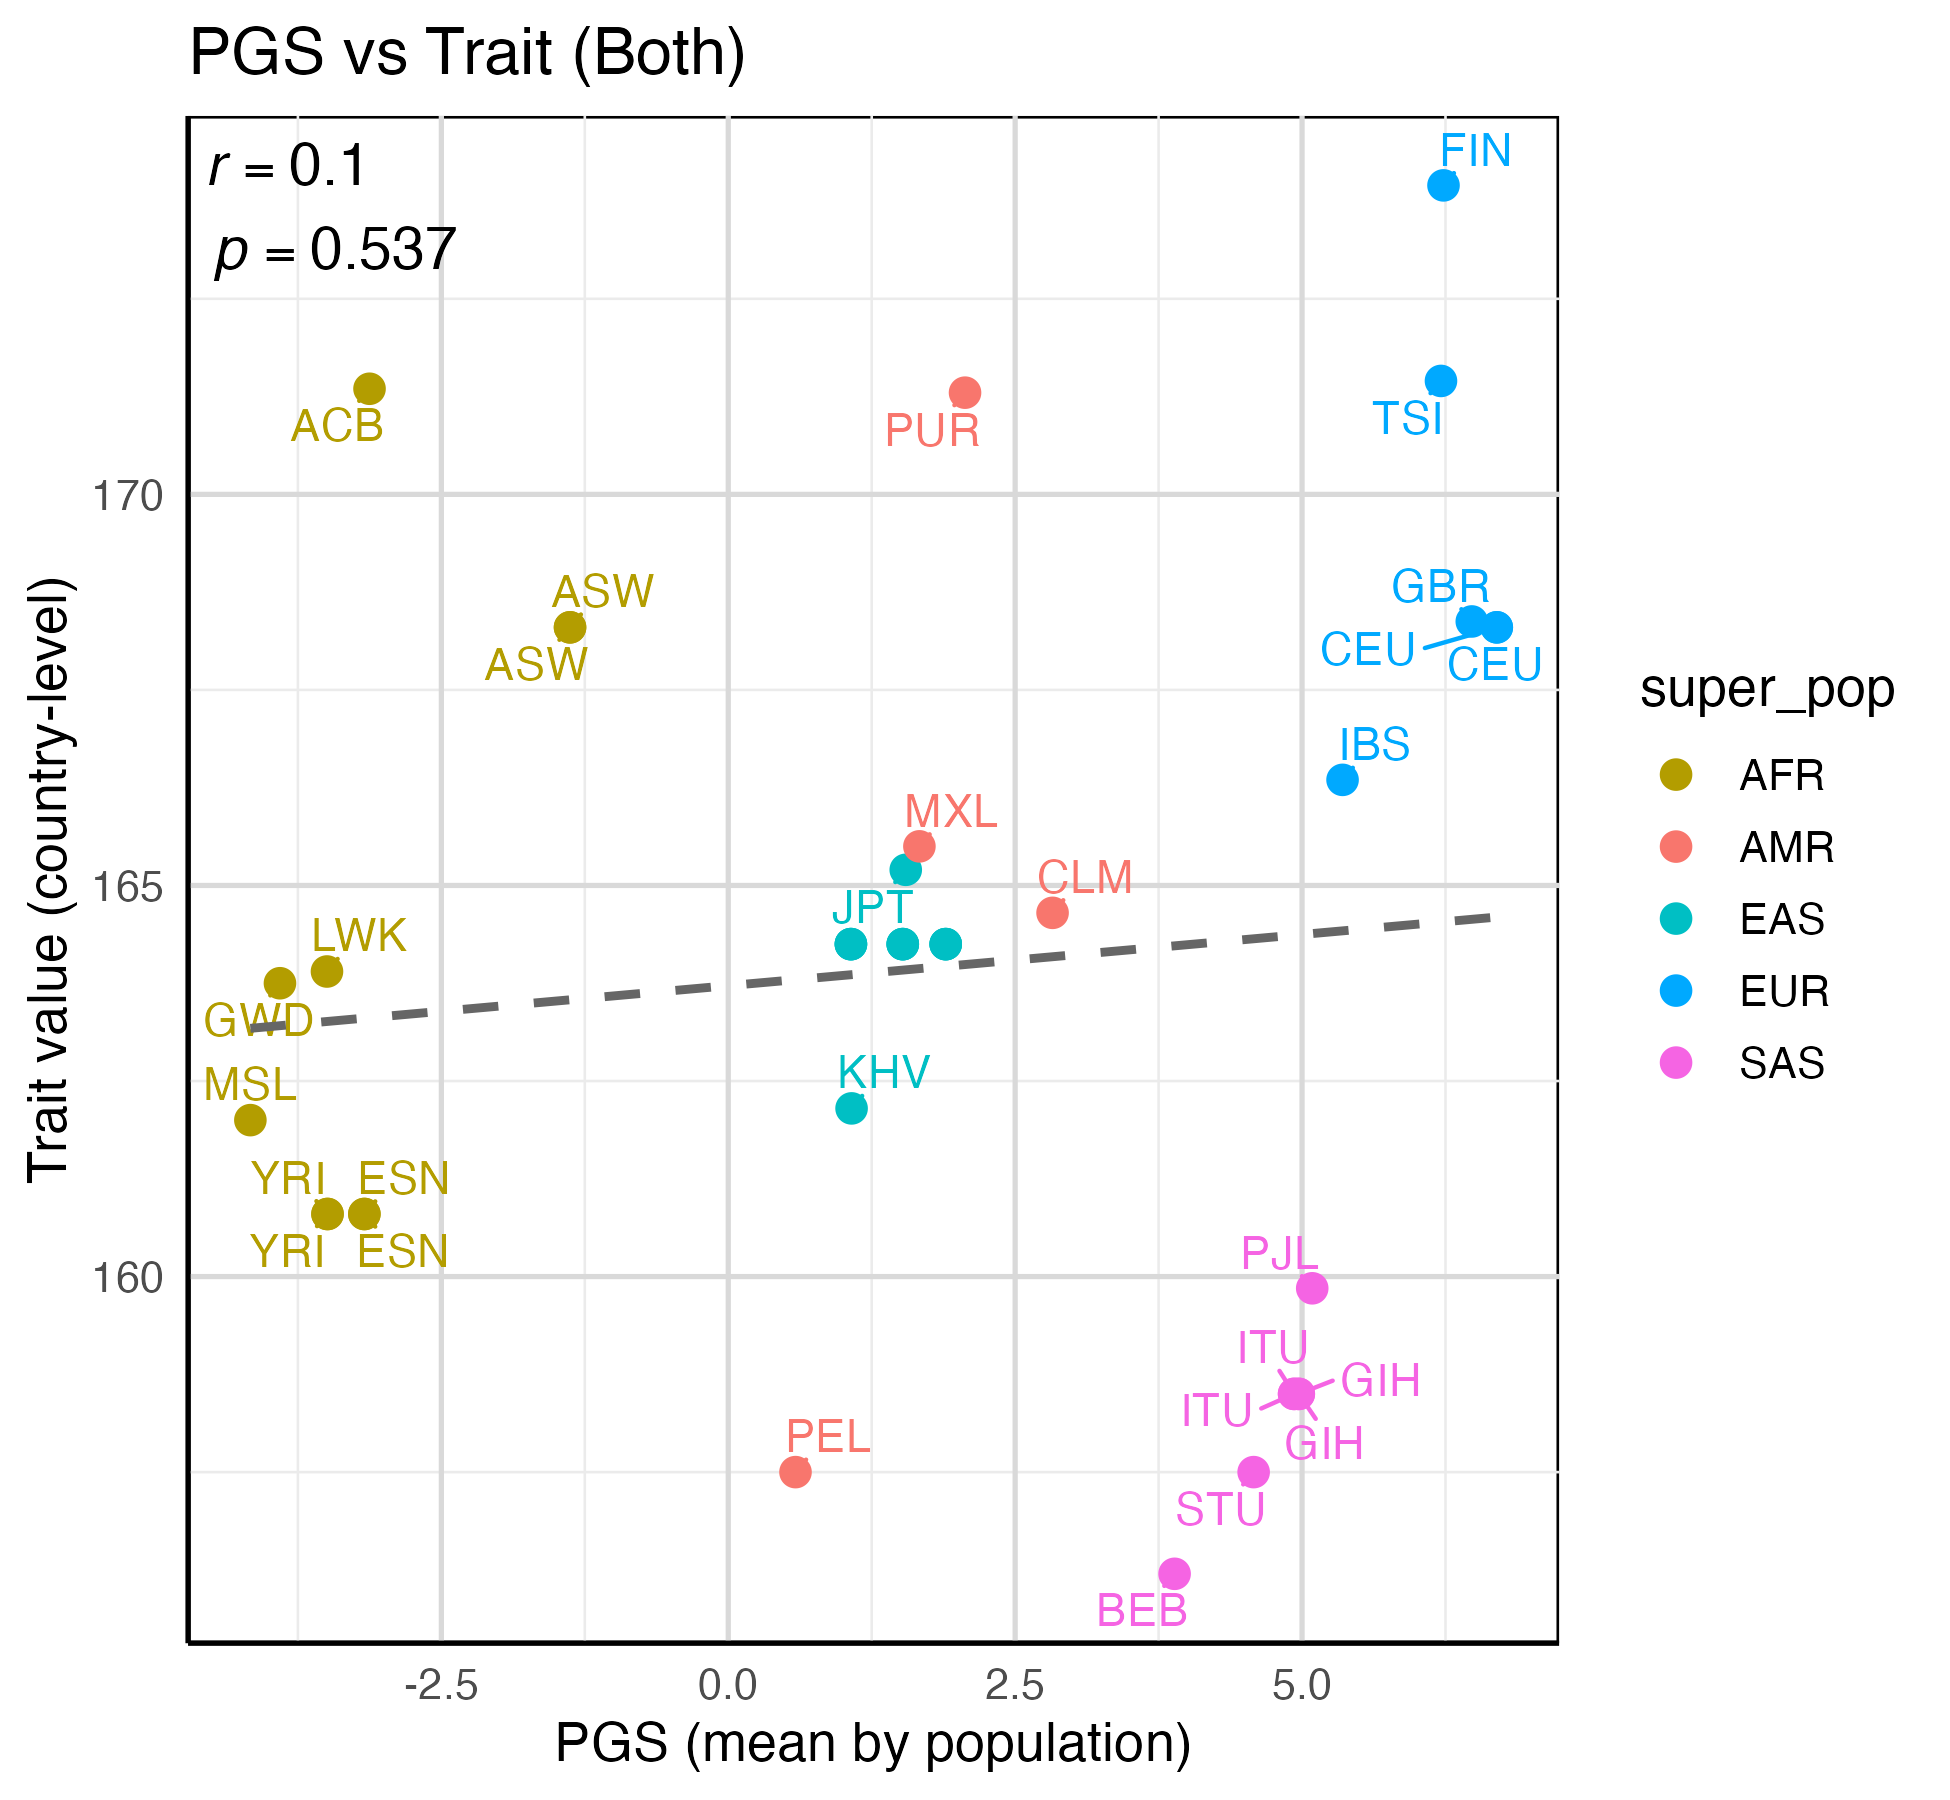 PGS vs Trait (Both)
r = 0.1
p = 0.537
FIN
TSI
ACB
PUR
170
ASW
ASW
GBR
CEU
CEU
IBS
MXL
CLM
165
JPT
LWK
GWD
KHV
MSL
YRI ESN
YRI ESN
160
PJL
ITU
GIH
ITU
GIH
PEL
STU
BEB
-2.5 0.0 2.5 5.0
PGS (mean by population)
Trait value (country-level)
super_pop
AFR
AMR
EAS
EUR
SAS